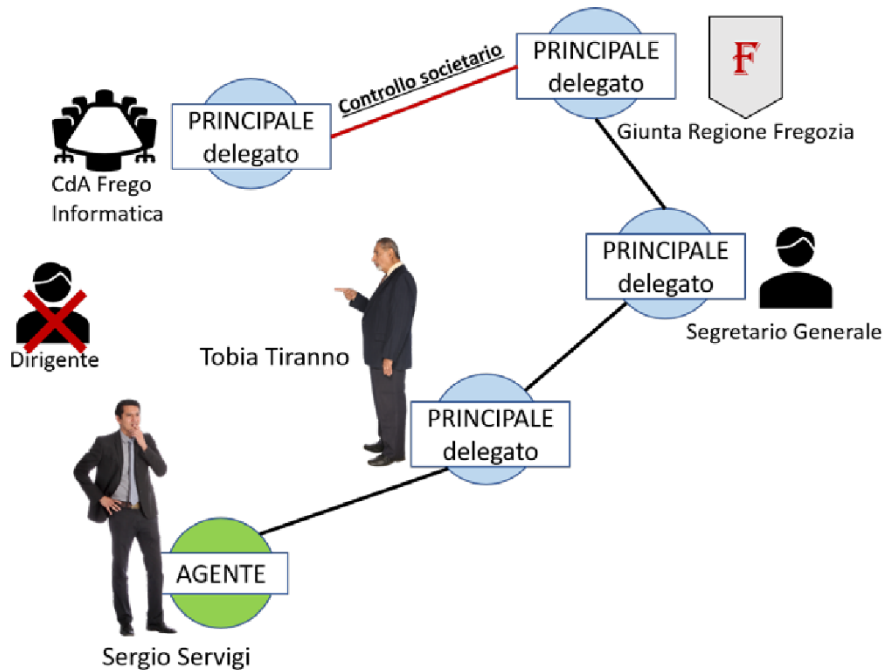 PRINCIPALE
delegato
F
Controllo societario
PRINCIPALE
delegato
Giunta Regione Fregozia
CdA Frego
Informatica
PRINCIPALE
delegato
Segretario Generale
Dirigente
Tobia Tiranno
PRINCIPALE
delegato
AGENTE
Sergio Servigi